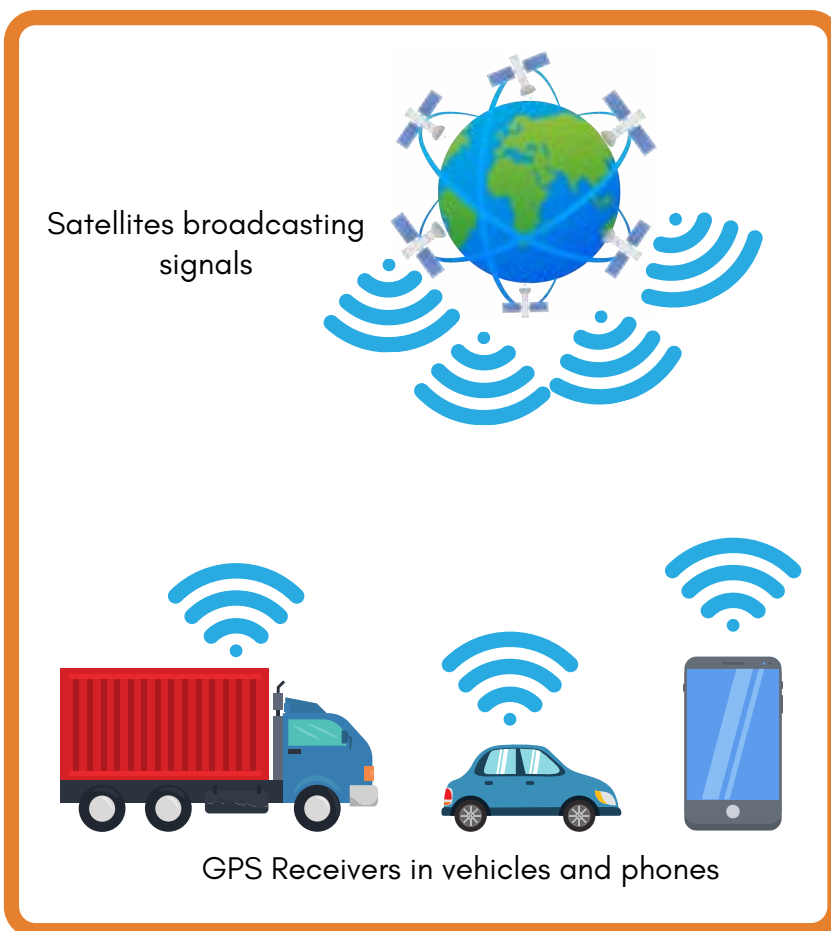 Satellites broadcasting
signals
GPS Receivers in vehicles and phones